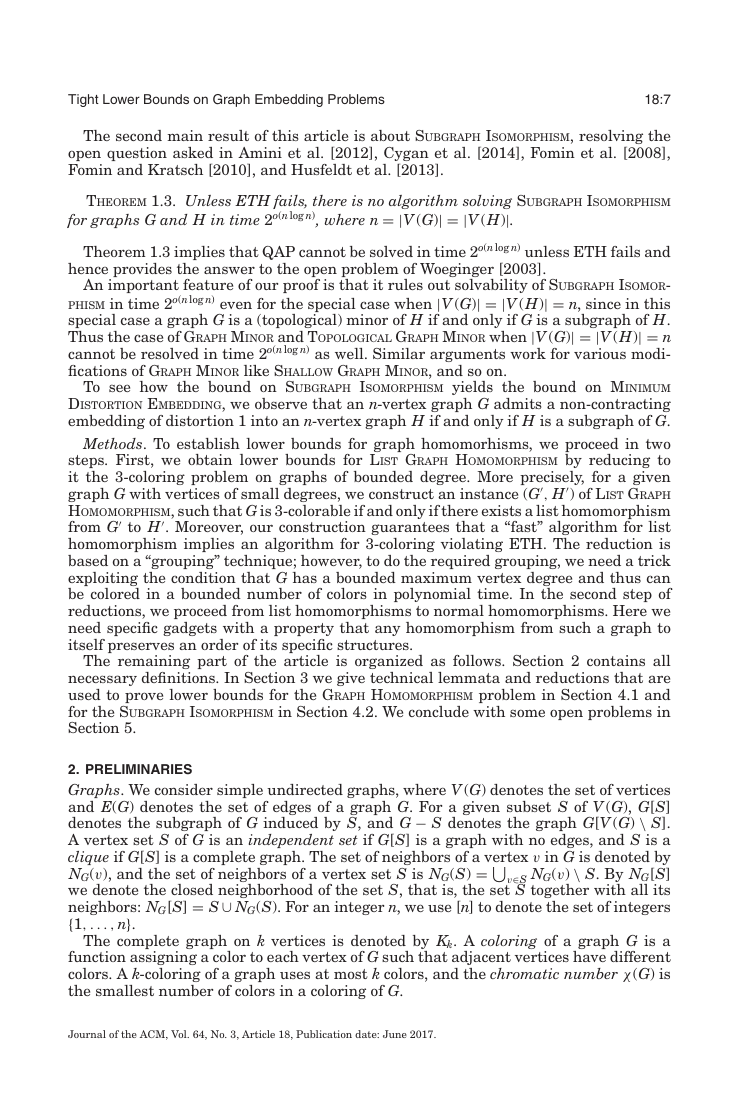 Tight Lower Bounds on Graph Embedding Problems 18:7
The second main result of this article is about SUBGRAPH ISOMORPHISM, resolving the
open question asked in Amini et al. [2012], Cygan et al. [2014], Fomin et al. [2008],
Fomin and Kratsch [2010], and Husfeldt et al. [2013].
THEOREM 1.3. Unless ETH fails, there is no algorithm solving SUBGRAPH ISOMORPHISM
for graphs G and H in time 2^{o(n log n)}, where n = |V(G)| = |V(H)|.
Theorem 1.3 implies that QAP cannot be solved in time 2^{o(n log n)} unless ETH fails and
hence provides the answer to the open problem of Woeginger [2003].
An important feature of our proof is that it rules out solvability of SUBGRAPH ISOMOR-
PHISM in time 2^{o(n log n)} even for the special case when |V(G)| = |V(H)| = n, since in this
special case a graph G is a (topological) minor of H if and only if G is a subgraph of H.
Thus the case of GRAPH MINOR and TOPOLOGICAL GRAPH MINOR when |V(G)| = |V(H)| = n
cannot be resolved in time 2^{o(n log n)} as well. Similar arguments work for various modi-
fications of GRAPH MINOR like SHALLOW GRAPH MINOR, and so on.
To see how the bound on SUBGRAPH ISOMORPHISM yields the bound on MINIMUM
DISTORTION EMBEDDING, we observe that an n-vertex graph G admits a non-contracting
embedding of distortion 1 into an n-vertex graph H if and only if H is a subgraph of G.
Methods. To establish lower bounds for graph homomorhisms, we proceed in two
steps. First, we obtain lower bounds for LIST GRAPH HOMOMORPHISM by reducing to
it the 3-coloring problem on graphs of bounded degree. More precisely, for a given
graph G with vertices of small degrees, we construct an instance (G′, H′) of LIST GRAPH
HOMOMORPHISM, such that G is 3-colorable if and only if there exists a list homomorphism
from G′ to H′. Moreover, our construction guarantees that a “fast” algorithm for list
homomorphism implies an algorithm for 3-coloring violating ETH. The reduction is
based on a “grouping” technique; however, to do the required grouping, we need a trick
exploiting the condition that G has a bounded maximum vertex degree and thus can
be colored in a bounded number of colors in polynomial time. In the second step of
reductions, we proceed from list homomorphisms to normal homomorphisms. Here we
need specific gadgets with a property that any homomorphism from such a graph to
itself preserves an order of its specific structures.
The remaining part of the article is organized as follows. Section 2 contains all
necessary definitions. In Section 3 we give technical lemmata and reductions that are
used to prove lower bounds for the GRAPH HOMOMORPHISM problem in Section 4.1 and
for the SUBGRAPH ISOMORPHISM in Section 4.2. We conclude with some open problems in
Section 5.
2. PRELIMINARIES
Graphs. We consider simple undirected graphs, where V(G) denotes the set of vertices
and E(G) denotes the set of edges of a graph G. For a given subset S of V(G), G[S]
denotes the subgraph of G induced by S, and G − S denotes the graph G[V(G) \ S].
A vertex set S of G is an independent set if G[S] is a graph with no edges, and S is a
clique if G[S] is a complete graph. The set of neighbors of a vertex v in G is denoted by
N_G(v), and the set of neighbors of a vertex set S is N_G(S) = ⋃_{v∈S} N_G(v) \ S. By N_G[S]
we denote the closed neighborhood of the set S, that is, the set S together with all its
neighbors: N_G[S] = S ∪ N_G(S). For an integer n, we use [n] to denote the set of integers
{1, . . . , n}.
The complete graph on k vertices is denoted by K_k. A coloring of a graph G is a
function assigning a color to each vertex of G such that adjacent vertices have different
colors. A k-coloring of a graph uses at most k colors, and the chromatic number χ(G) is
the smallest number of colors in a coloring of G.
Journal of the ACM, Vol. 64, No. 3, Article 18, Publication date: June 2017.